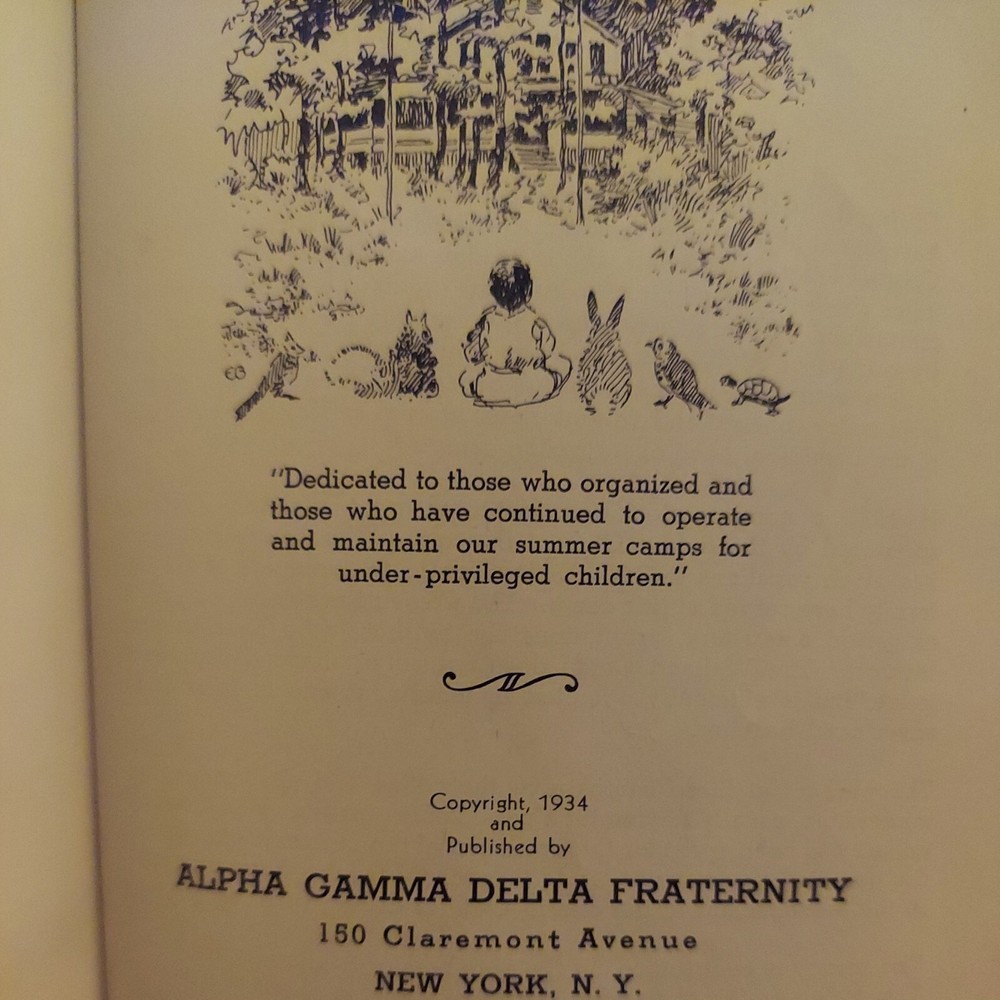 EB
"Dedicated to those who organized and
those who have continued to operate
and maintain our summer camps for
under-privileged children."
Copyright, 1934
and
Published by
ALPHA GAMMA DELTA FRATERNITY
150 Claremont Avenue
NEW YORK, N. Y.